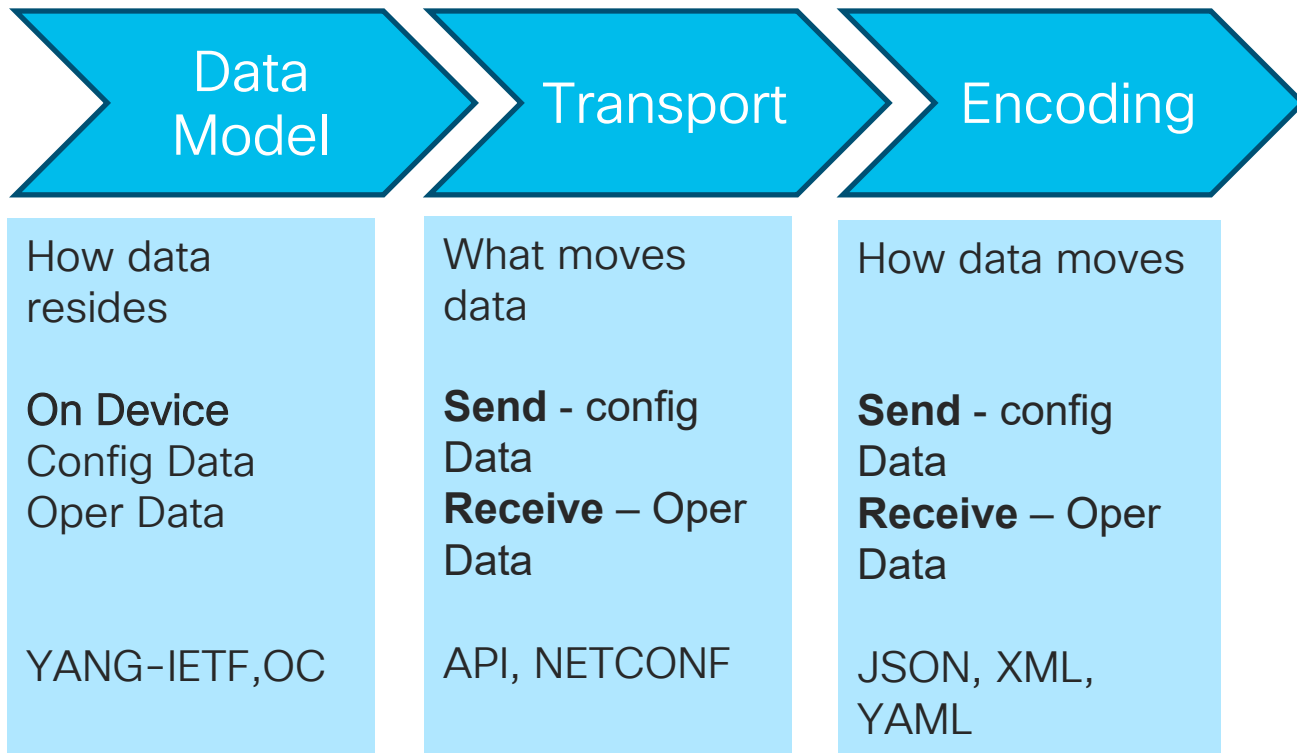 Data
Model
Transport
Encoding
How data
resides
On Device
Config Data
Oper Data
YANG-IETF,OC
What moves
data
Send - config
Data
Receive – Oper
Data
API, NETCONF
How data moves
Send - config
Data
Receive – Oper
Data
JSON, XML,
YAML